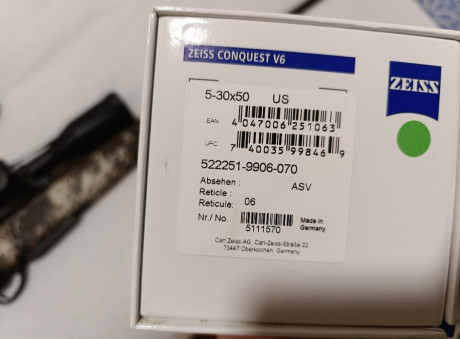 ZEISS CONQUEST V6
ZEISS
5-30x50 US
EAN:
4 047006 251063
UPC:
7 40035 99846 9
522251-9906-070
Absehen :
Reticle :
Reticule: 06
ASV
Nr./ No.
5111570
Made in
Germany
Carl Zeiss AG, Carl-Zeiss-Straße 22
73447 Oberkochen, Germany